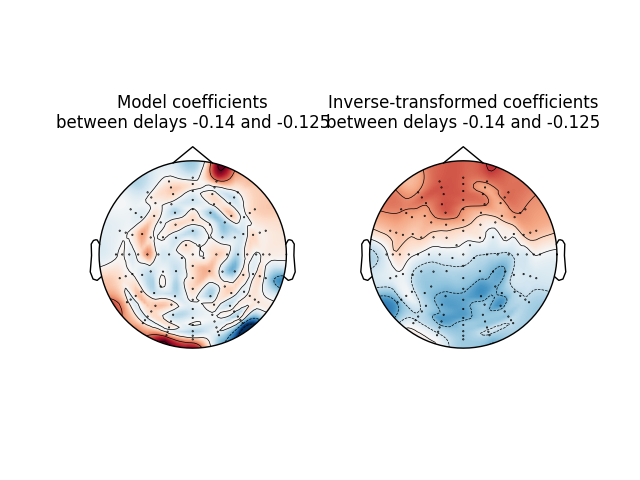 Model coefficients
between delays -0.14 and -0.125
Inverse-transformed coefficients
between delays -0.14 and -0.125